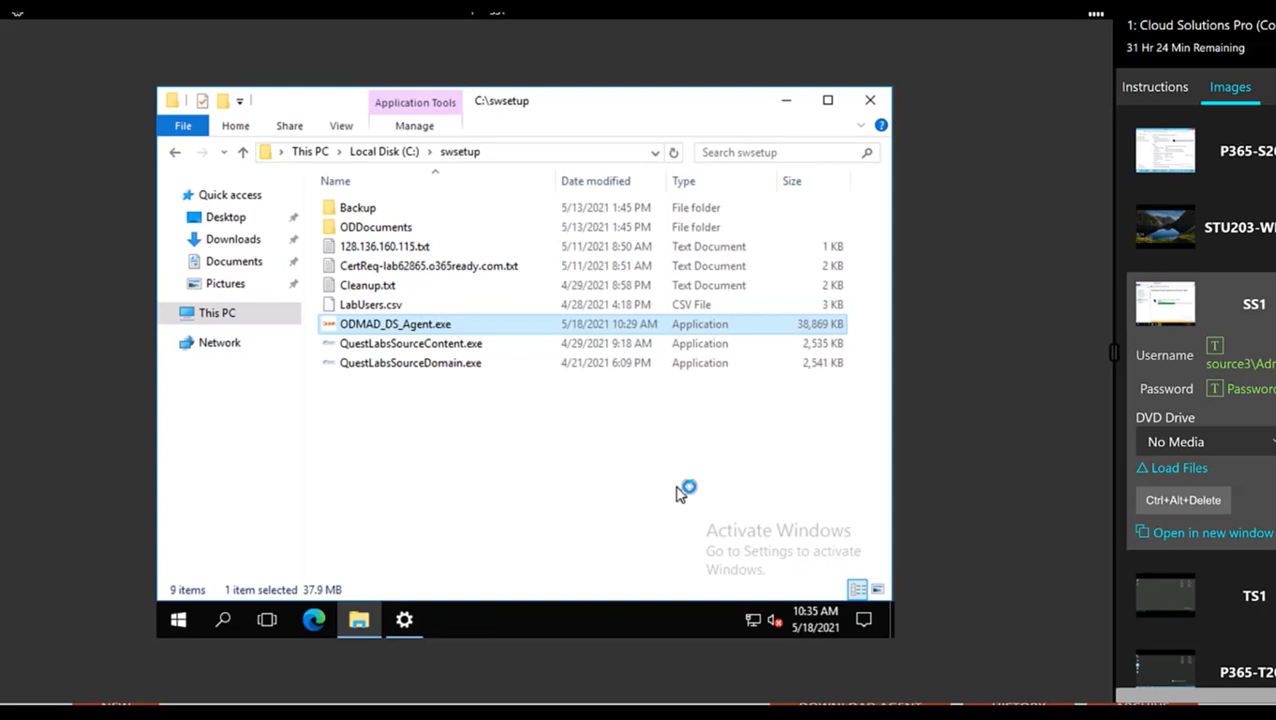 1: Cloud Solutions Pro (Co
31 Hr 24 Min Remaining
Instructions
Images
Application Tools
C:\swsetup
File
Home
Share
View
Manage
This PC
Local Disk (C:)
swsetup
Search swsetup
Name
Date modified
Type
Size
Quick access
Desktop
Downloads
Documents
Pictures
This PC
Network
Backup 5/13/2021 1:45 PM File folder
ODDocuments 5/13/2021 1:45 PM File folder
128.136.160.115.txt 5/11/2021 8:50 AM Text Document 1 KB
CertReq-lab62865.o365ready.com.txt 5/11/2021 8:51 AM Text Document 2 KB
Cleanup.txt 4/29/2021 8:58 PM Text Document 2 KB
LabUsers.csv 4/28/2021 4:18 PM CSV File 3 KB
ODMAD_DS_Agent.exe 5/18/2021 10:29 AM Application 38,869 KB
QuestLabsSourceContent.exe 4/29/2021 9:18 AM Application 2,535 KB
QuestLabsSourceDomain.exe 4/21/2021 6:09 PM Application 2,541 KB
Activate Windows
Go to Settings to activate
Windows.
9 items 1 item selected 37.9 MB
10:35 AM
5/18/2021
P365-S20
STU203-WI
SS1
Username
T
source3\Adr
Password
T Password
DVD Drive
No Media
Load Files
Ctrl+Alt+Delete
Open in new window
TS1
P365-T20